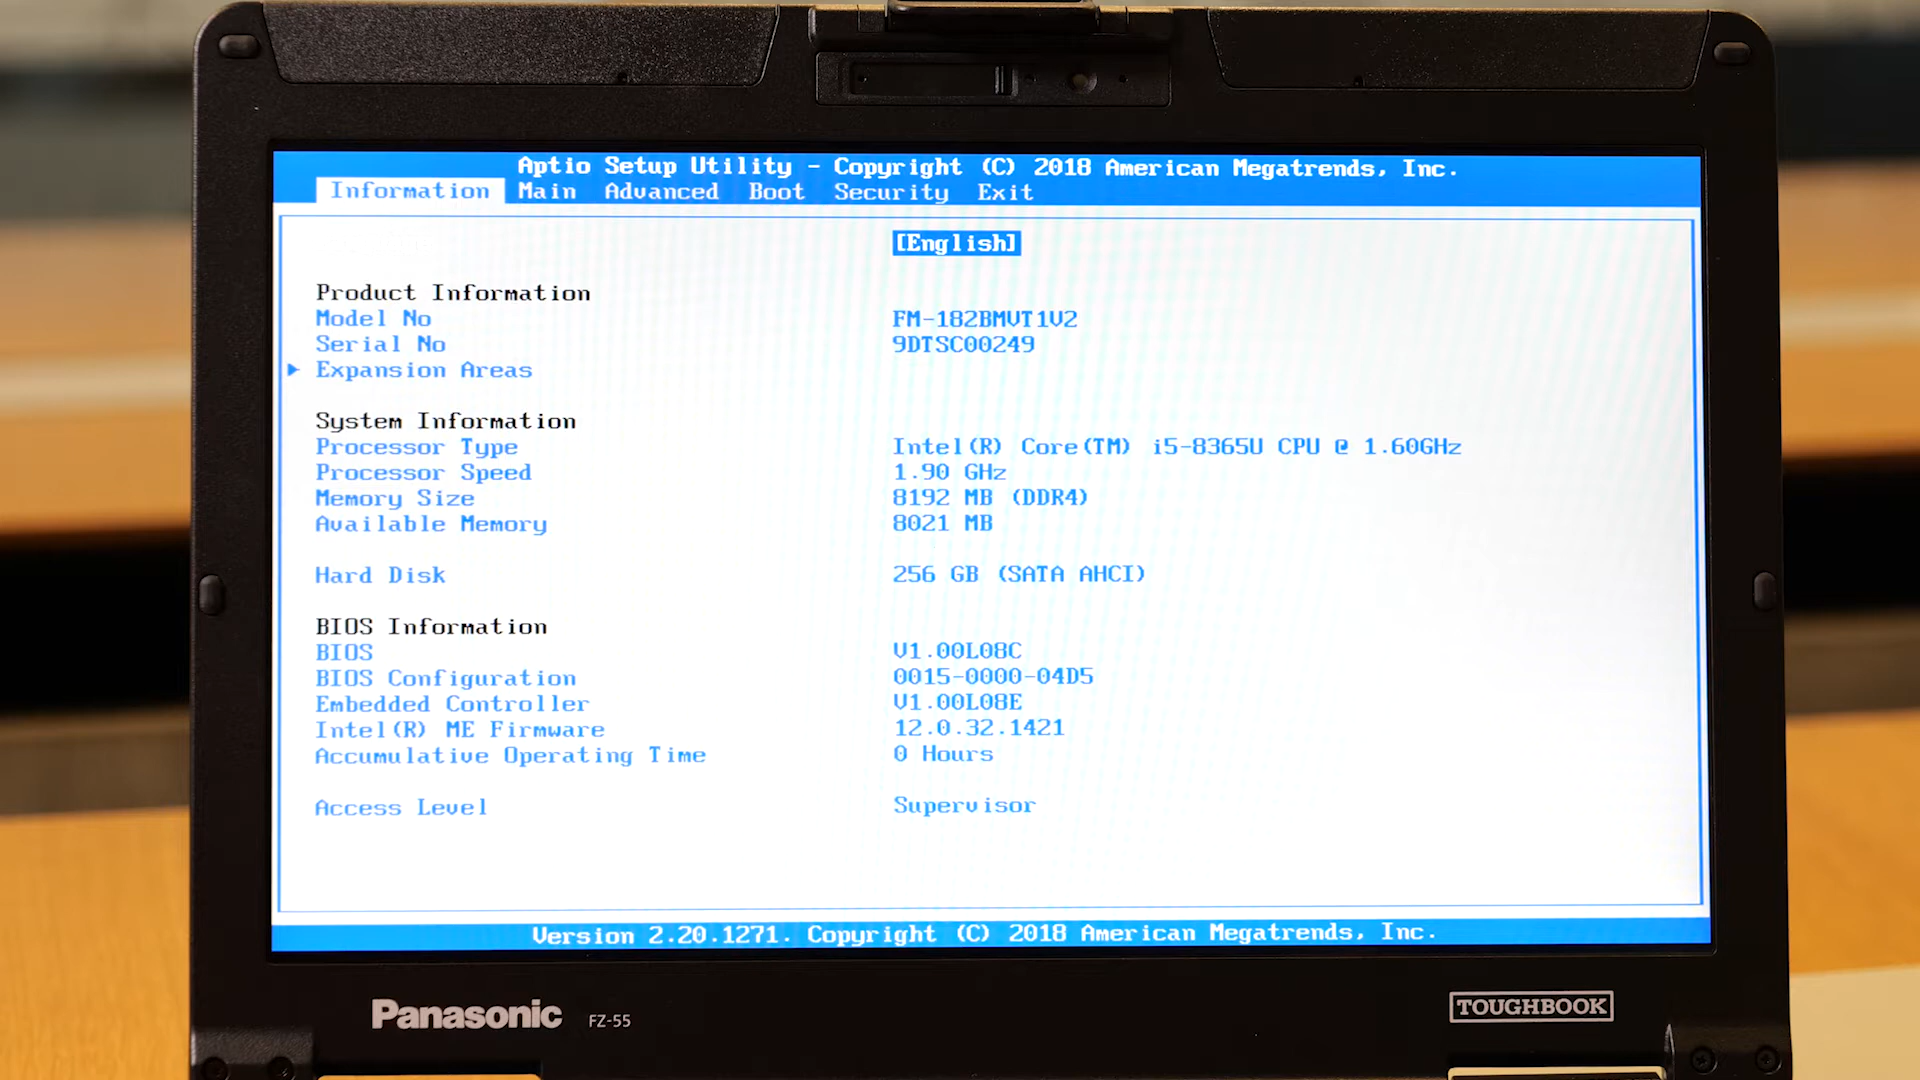 Aptio Setup Utility - Copyright (C) 2018 American Megatrends, Inc.
Information Main Advanced Boot Security Exit
[English]
Product Information
Model No FM-182BMVT1V2
Serial No 9DTSC00249
Expansion Areas
System Information
Processor Type Intel(R) Core(TM) i5-8365U CPU @ 1.60GHz
Processor Speed 1.90 GHz
Memory Size 8192 MB (DDR4)
Available Memory 8021 MB
Hard Disk 256 GB (SATA AHCI)
BIOS Information
BIOS V1.00L08C
BIOS Configuration 0015-0000-04D5
Embedded Controller V1.00L08E
Intel(R) ME Firmware 12.0.32.1421
Accumulative Operating Time 0 Hours
Access Level Supervisor
Version 2.20.1271. Copyright (C) 2018 American Megatrends, Inc.
Panasonic FZ-55 TOUGHBOOK